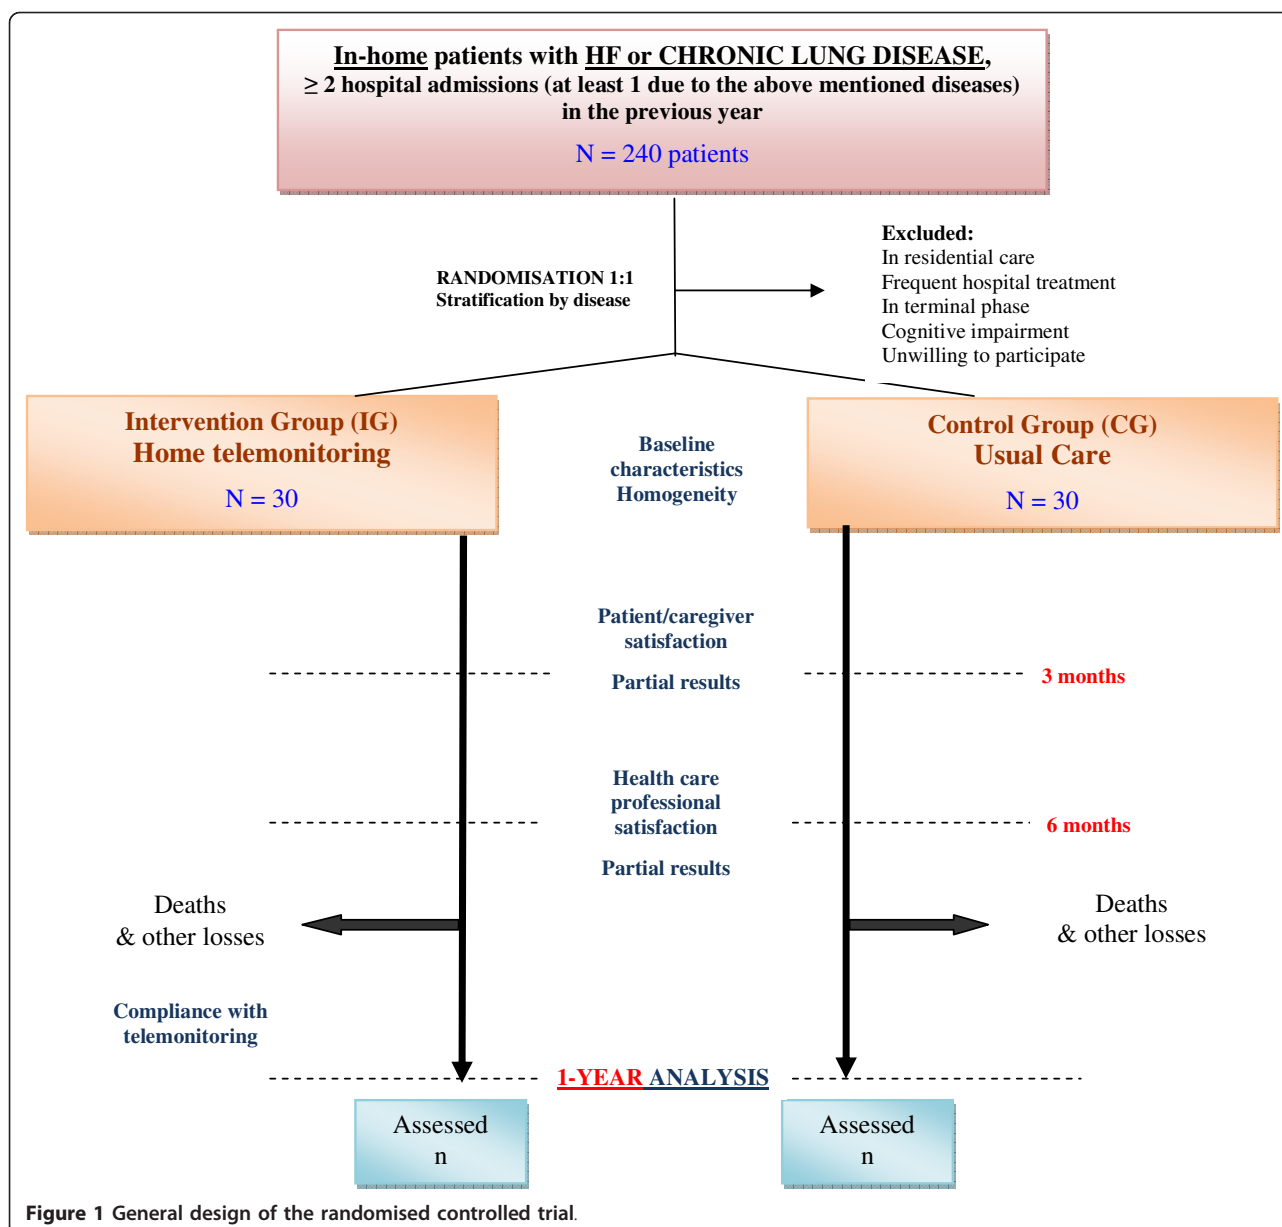 In-home patients with HF or CHRONIC LUNG DISEASE,
≥ 2 hospital admissions (at least 1 due to the above mentioned diseases)
in the previous year
N = 240 patients
RANDOMISATION 1:1
Stratification by disease
Excluded:
In residential care
Frequent hospital treatment
In terminal phase
Cognitive impairment
Unwilling to participate
Intervention Group (IG)
Home telemonitoring
N = 30
Baseline
characteristics
Homogeneity
Control Group (CG)
Usual Care
N = 30
Patient/caregiver
satisfaction
Partial results
3 months
Health care
professional
satisfaction
6 months
Partial results
Deaths
& other losses
Deaths
& other losses
Compliance with
telemonitoring
1-YEAR ANALYSIS
Assessed
n
Assessed
n
Figure 1 General design of the randomised controlled trial.